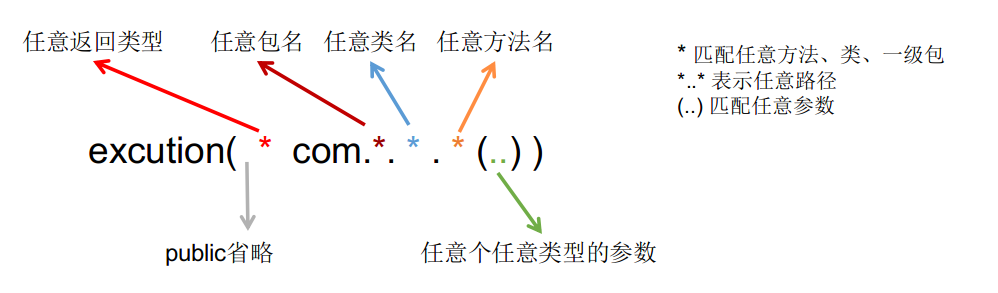 任意返回类型 任意包名 任意类名 任意方法名
* 匹配任意方法、类、一级包
*..* 表示任意路径
(..) 匹配任意参数
excution( * com.*. * . * (..) )
public省略 任意个任意类型的参数